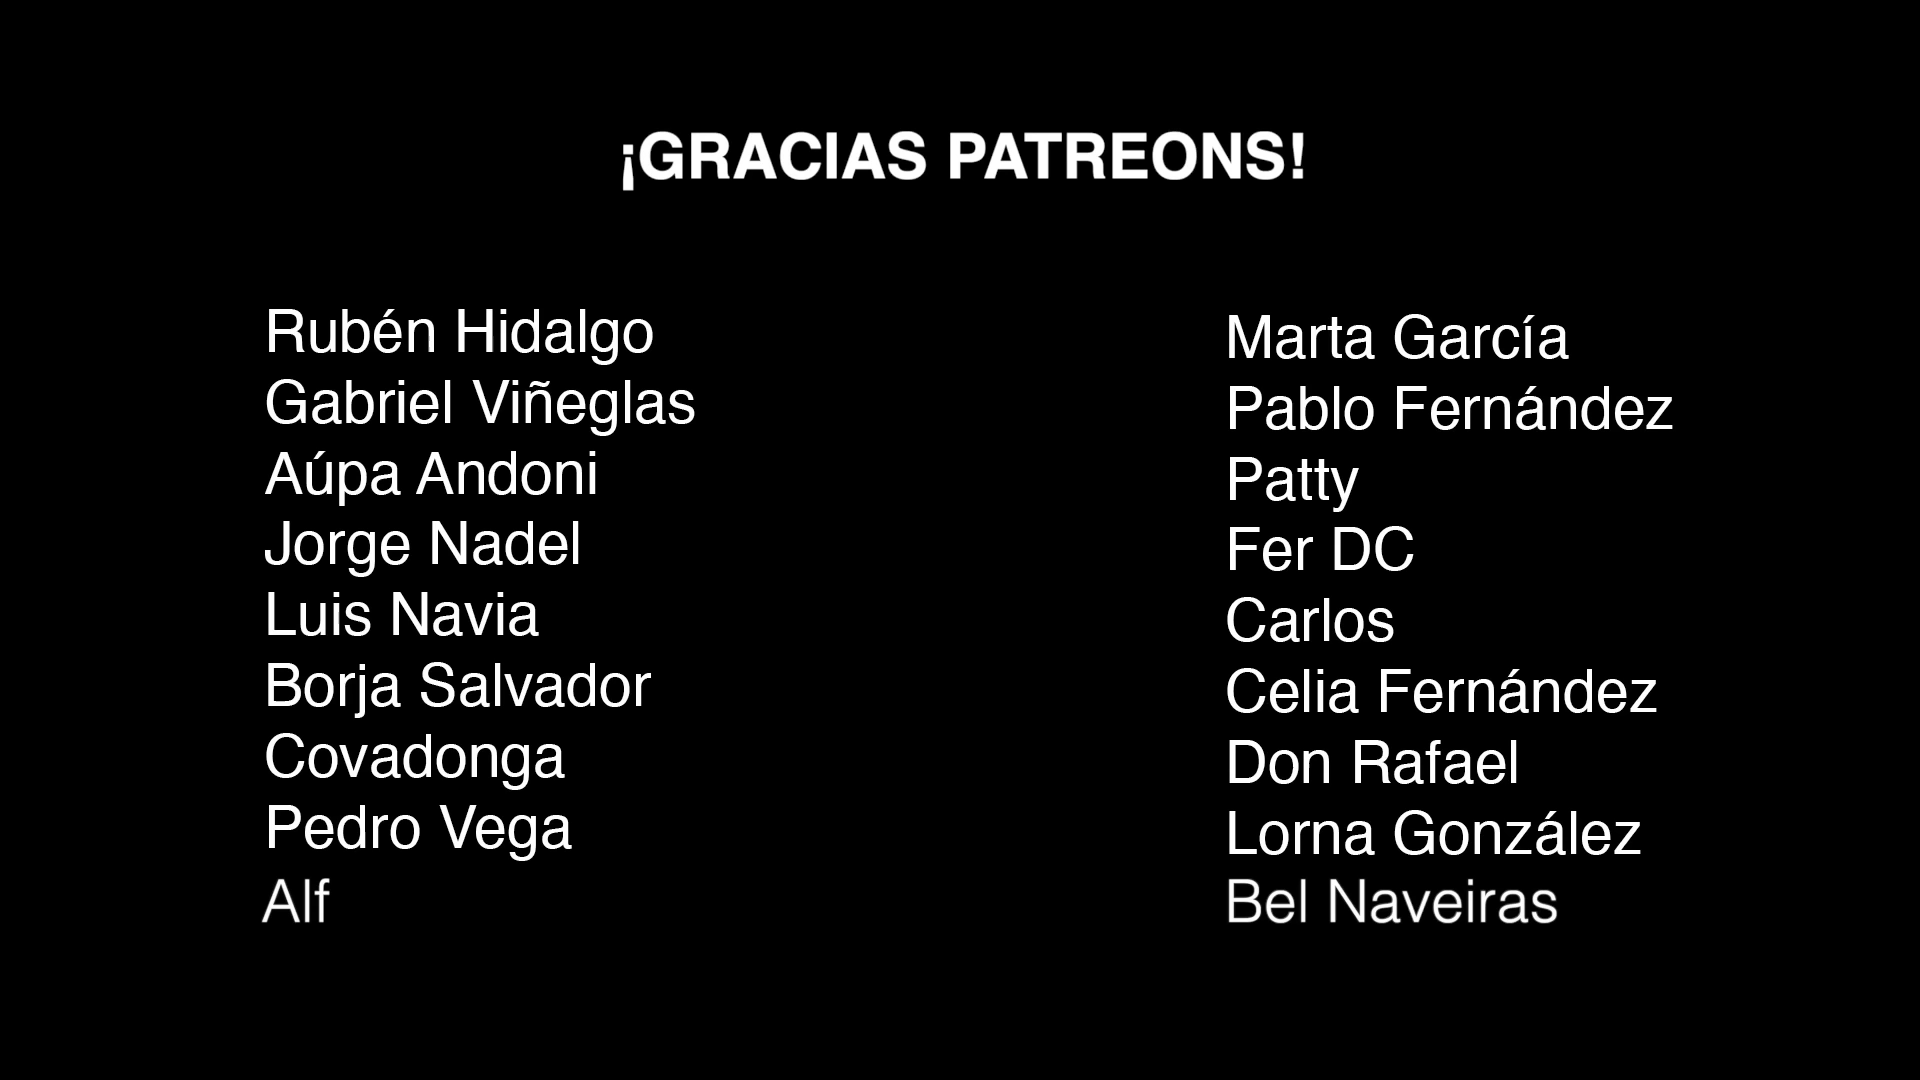 ¡GRACIAS PATREONS!
Rubén Hidalgo
Gabriel Viñeglas
Aúpa Andoni
Jorge Nadel
Luis Navia
Borja Salvador
Covadonga
Pedro Vega
Alf
Marta García
Pablo Fernández
Patty
Fer DC
Carlos
Celia Fernández
Don Rafael
Lorna González
Bel Naveiras